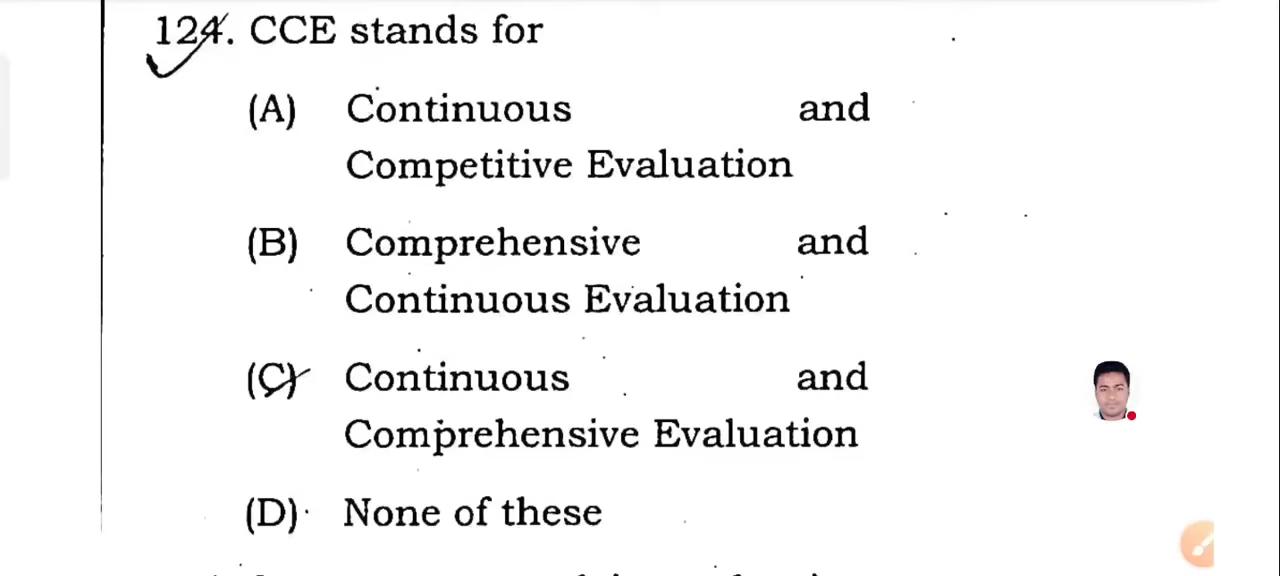 124. CCE stands for
(A) Continuous and
Competitive Evaluation
(B) Comprehensive and
Continuous Evaluation
(C) Continuous and
Comprehensive Evaluation
(D) None of these